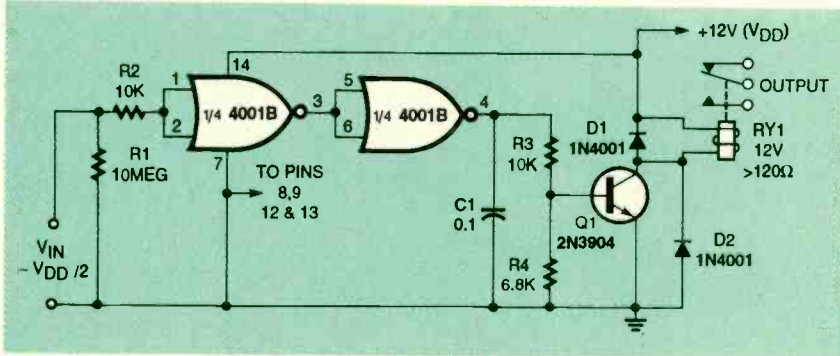 +12V (VDD)
R2
10K
1
2
14
1/4 4001B
3
7
5
6
1/4 4001B
4
OUTPUT
D1
1N4001
RY1
12V
>120Ω
R1
10MEG
TO PINS
8,9
12 & 13
R3
10K
C1
0.1
Q1
2N3904
D2
1N4001
R4
6.8K
VIN
~ VDD /2